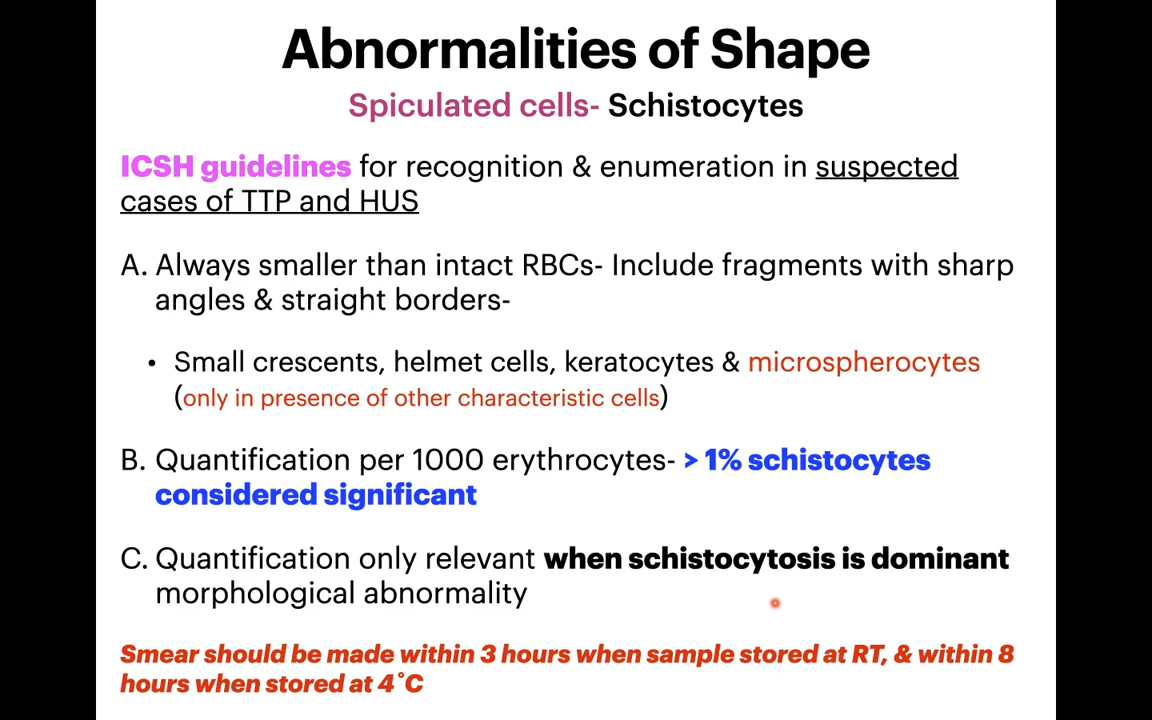 Abnormalities of Shape
Spiculated cells- Schistocytes
ICSH guidelines for recognition & enumeration in suspected
cases of TTP and HUS
A. Always smaller than intact RBCs- Include fragments with sharp
angles & straight borders-
• Small crescents, helmet cells, keratocytes & microspherocytes
(only in presence of other characteristic cells)
B. Quantification per 1000 erythrocytes- > 1% schistocytes
considered significant
C. Quantification only relevant when schistocytosis is dominant
morphological abnormality
Smear should be made within 3 hours when sample stored at RT, & within 8
hours when stored at 4˚C